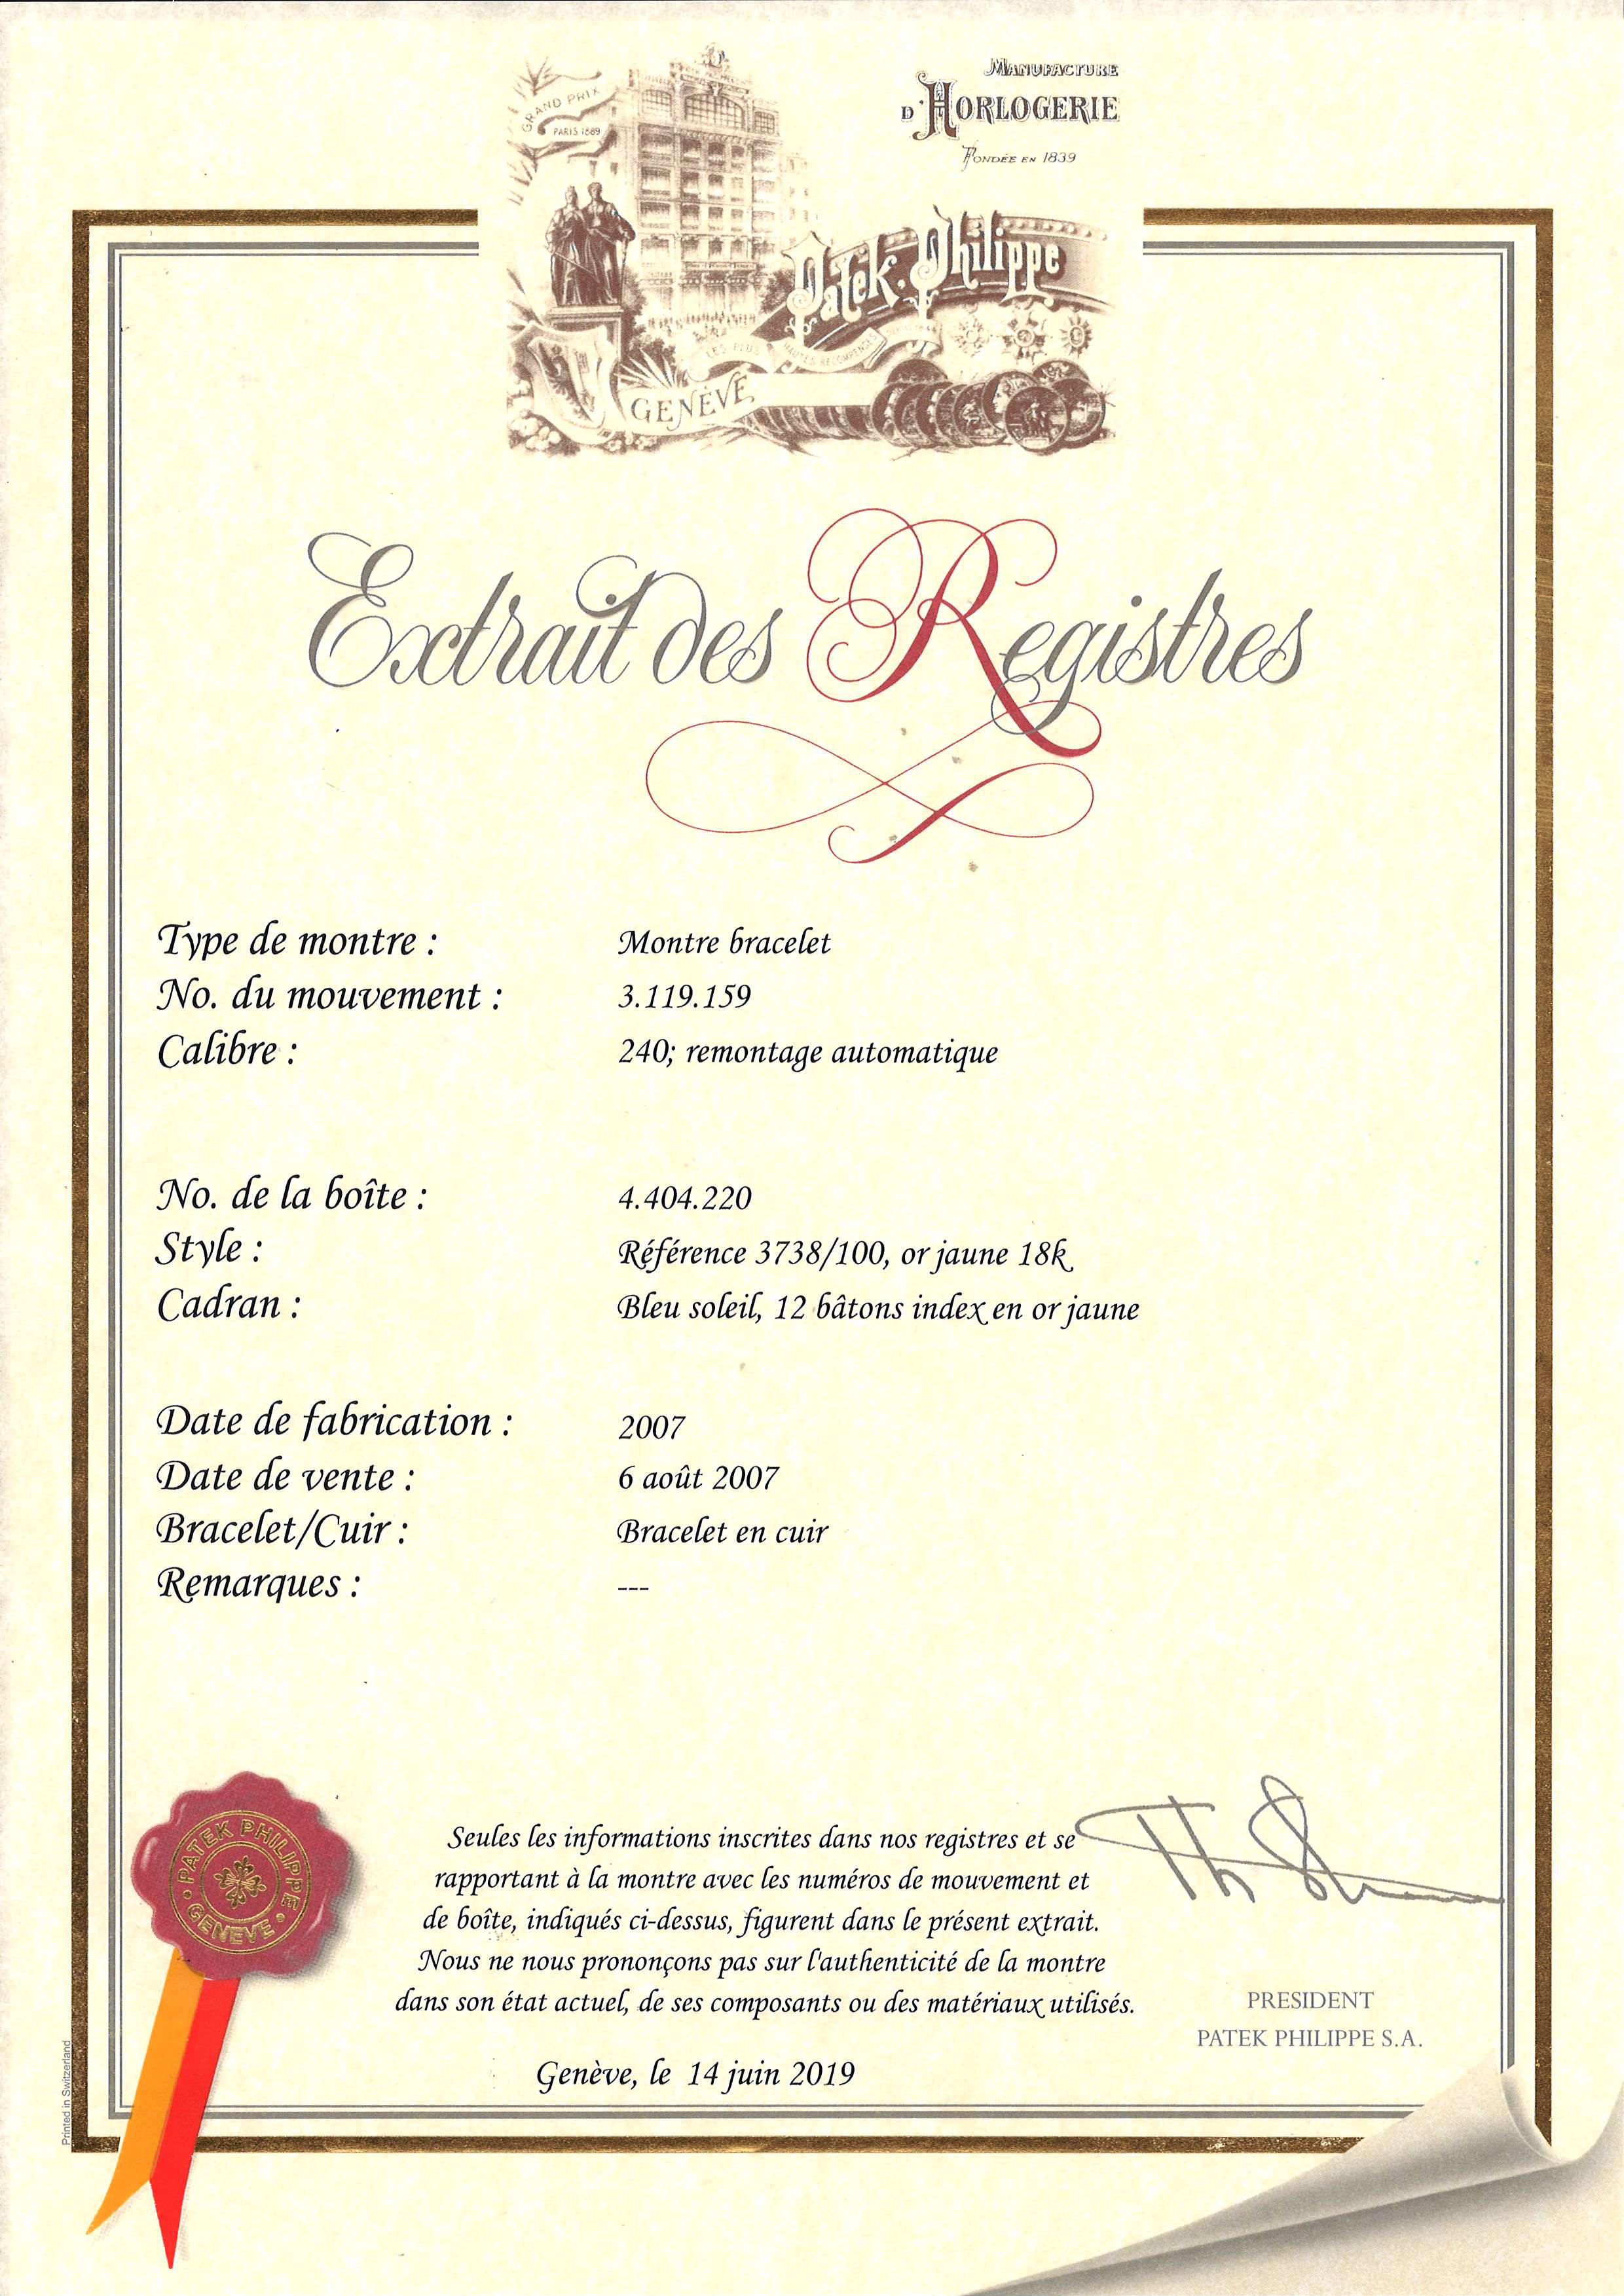 MANUFACTURE
D'HORLOGERIE
FONDÉE EN 1839
GRAND PRIX
PARIS 1889
Patek Philippe
LES PLUS HAUTES RÉCOMPENSES
GENÈVE
Extrait des Registres
Type de montre : Montre bracelet
No. du mouvement : 3.119.159
Calibre : 240; remontage automatique
No. de la boîte : 4.404.220
Style : Référence 3738/100, or jaune 18k
Cadran : Bleu soleil, 12 bâtons index en or jaune
Date de fabrication : 2007
Date de vente : 6 août 2007
Bracelet/Cuir : Bracelet en cuir
Remarques : ---
Seules les informations inscrites dans nos registres et se
rapportant à la montre avec les numéros de mouvement et
de boîte, indiqués ci-dessus, figurent dans le présent extrait.
Nous ne nous prononçons pas sur l'authenticité de la montre
dans son état actuel, de ses composants ou des matériaux utilisés.
Genève, le 14 juin 2019
PRESIDENT
PATEK PHILIPPE S.A.
PATEK PHILIPPE
GENEVE
Printed in Switzerland